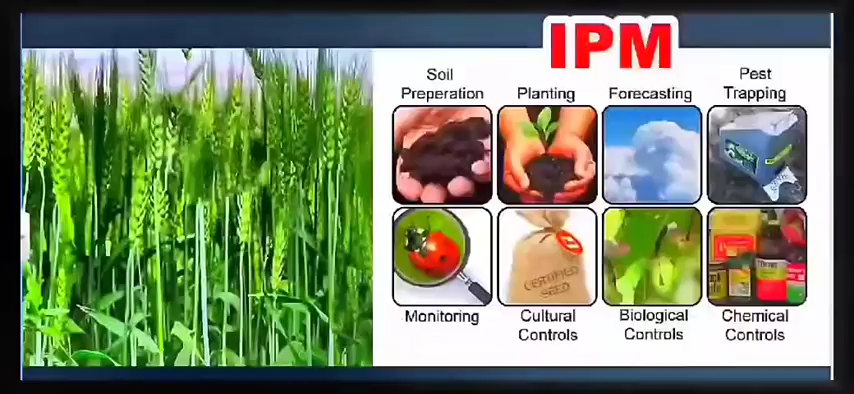 IPM
Soil
Preperation
Planting
Forecasting
Pest
Trapping
CERTIFIED
SEED
Monitoring
Cultural
Controls
Biological
Controls
Chemical
Controls